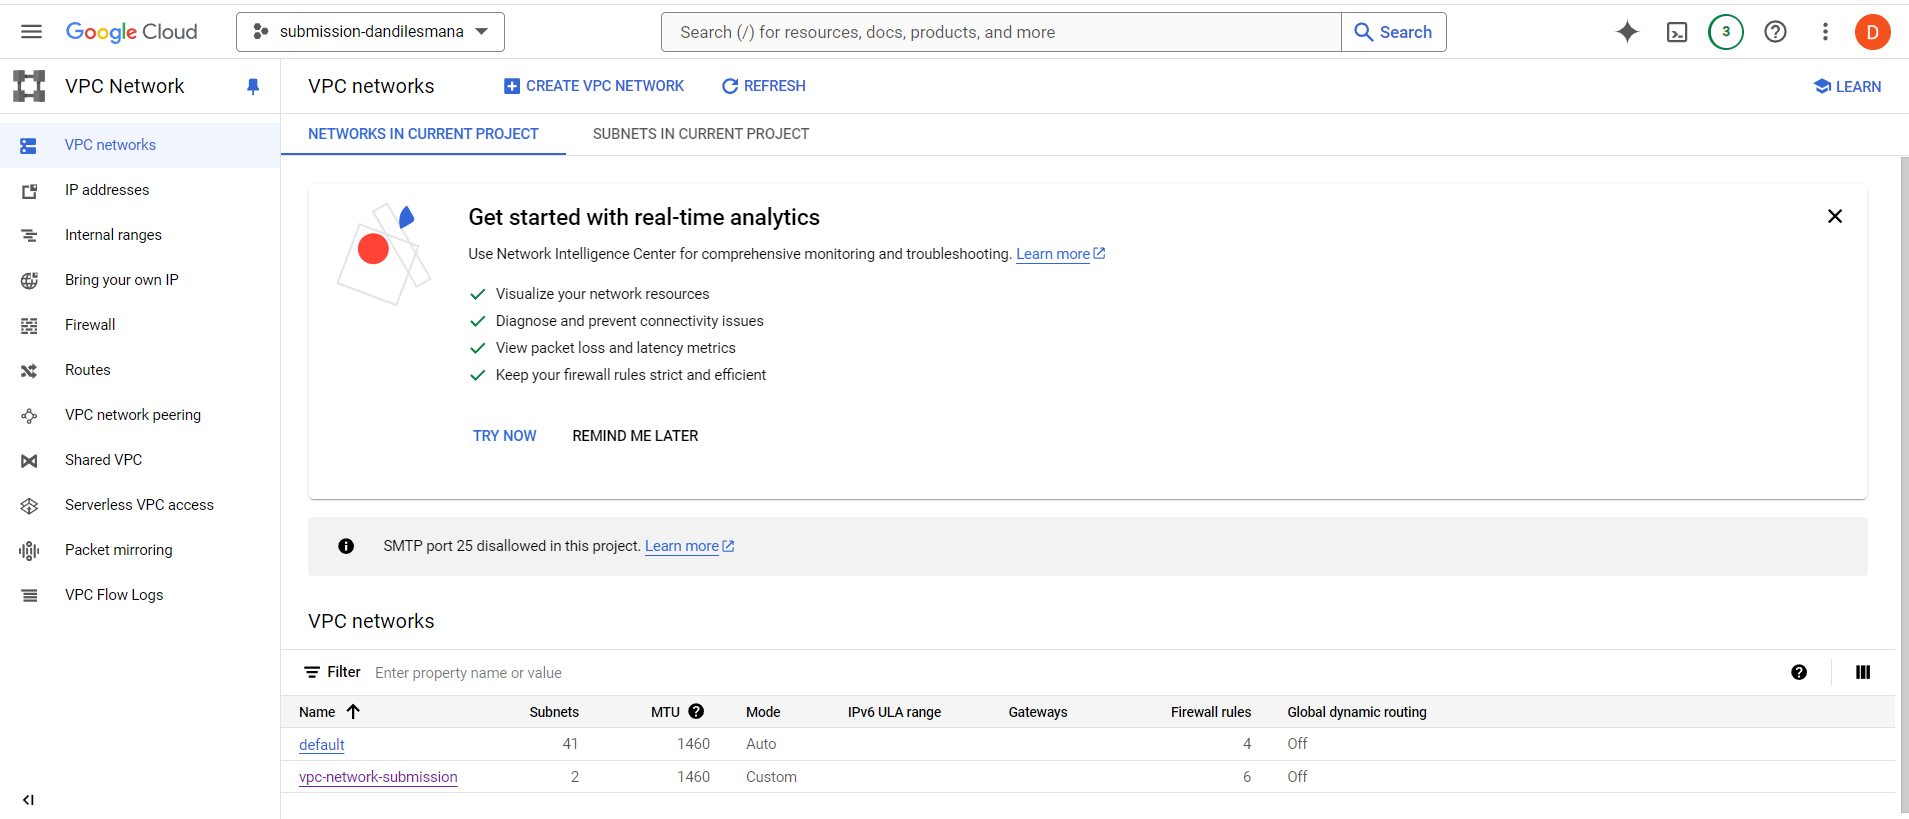 Google Cloud
submission-dandilesmana
Search (/) for resources, docs, products, and more
Search
3
D
VPC Network
VPC networks
CREATE VPC NETWORK
REFRESH
LEARN
NETWORKS IN CURRENT PROJECT
SUBNETS IN CURRENT PROJECT
VPC networks
IP addresses
Internal ranges
Bring your own IP
Firewall
Routes
VPC network peering
Shared VPC
Serverless VPC access
Packet mirroring
VPC Flow Logs
Get started with real-time analytics
Use Network Intelligence Center for comprehensive monitoring and troubleshooting. Learn more
Visualize your network resources
Diagnose and prevent connectivity issues
View packet loss and latency metrics
Keep your firewall rules strict and efficient
TRY NOW
REMIND ME LATER
SMTP port 25 disallowed in this project. Learn more
VPC networks
Filter Enter property name or value
Name Subnets MTU Mode IPv6 ULA range Gateways Firewall rules Global dynamic routing
default 41 1460 Auto 4 Off
vpc-network-submission 2 1460 Custom 6 Off